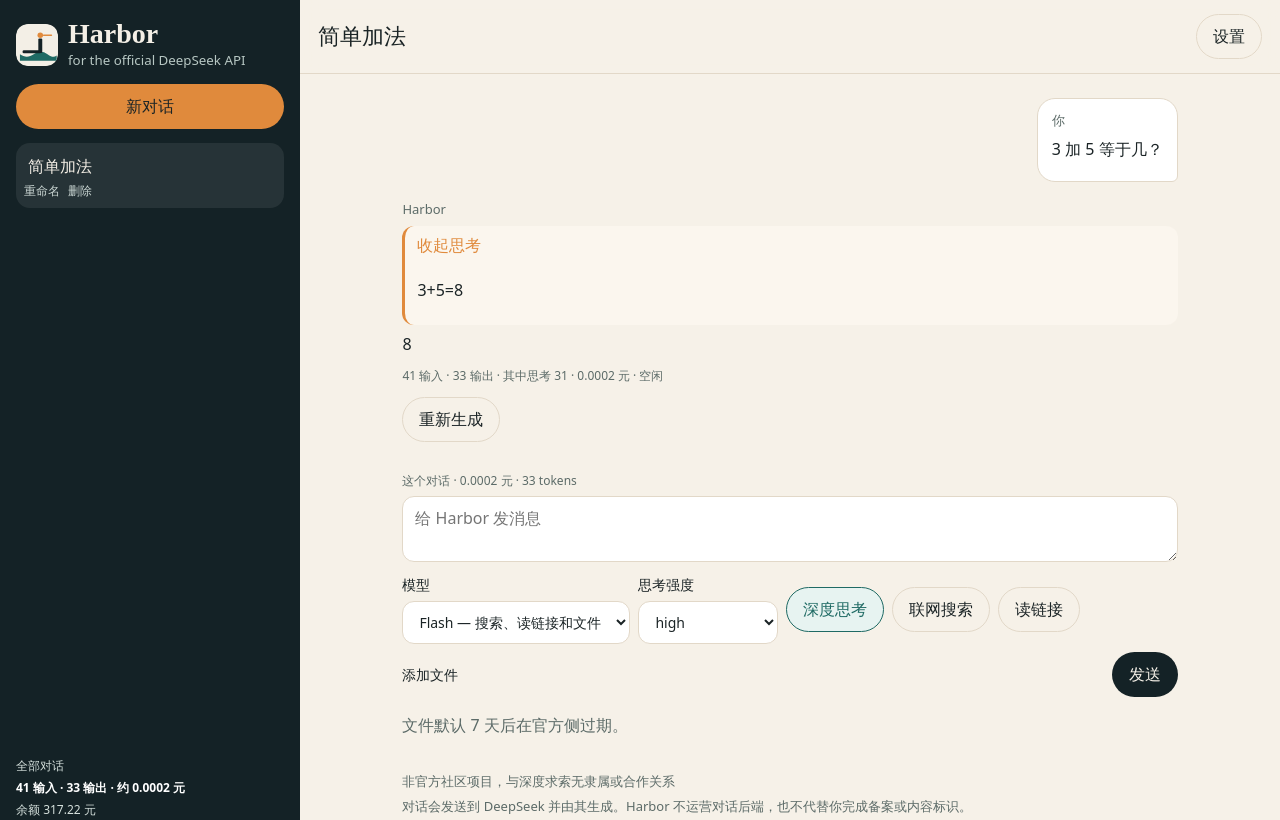 Harbor
for the official DeepSeek API
新对话
简单加法
重命名 删除
全部对话
41 输入 · 33 输出 · 约 0.0002 元
余额 317.22 元
简单加法
设置
你
3 加 5 等于几？
Harbor
收起思考
3+5=8
8
41 输入 · 33 输出 · 其中思考 31 · 0.0002 元 · 空闲
重新生成
这个对话 · 0.0002 元 · 33 tokens
给 Harbor 发消息
模型
思考强度
Flash — 搜索、读链接和文件
high
深度思考
联网搜索
读链接
添加文件
发送
文件默认 7 天后在官方侧过期。
非官方社区项目，与深度求索无隶属或合作关系
对话会发送到 DeepSeek 并由其生成。Harbor 不运营对话后端，也不代替你完成备案或内容标识。